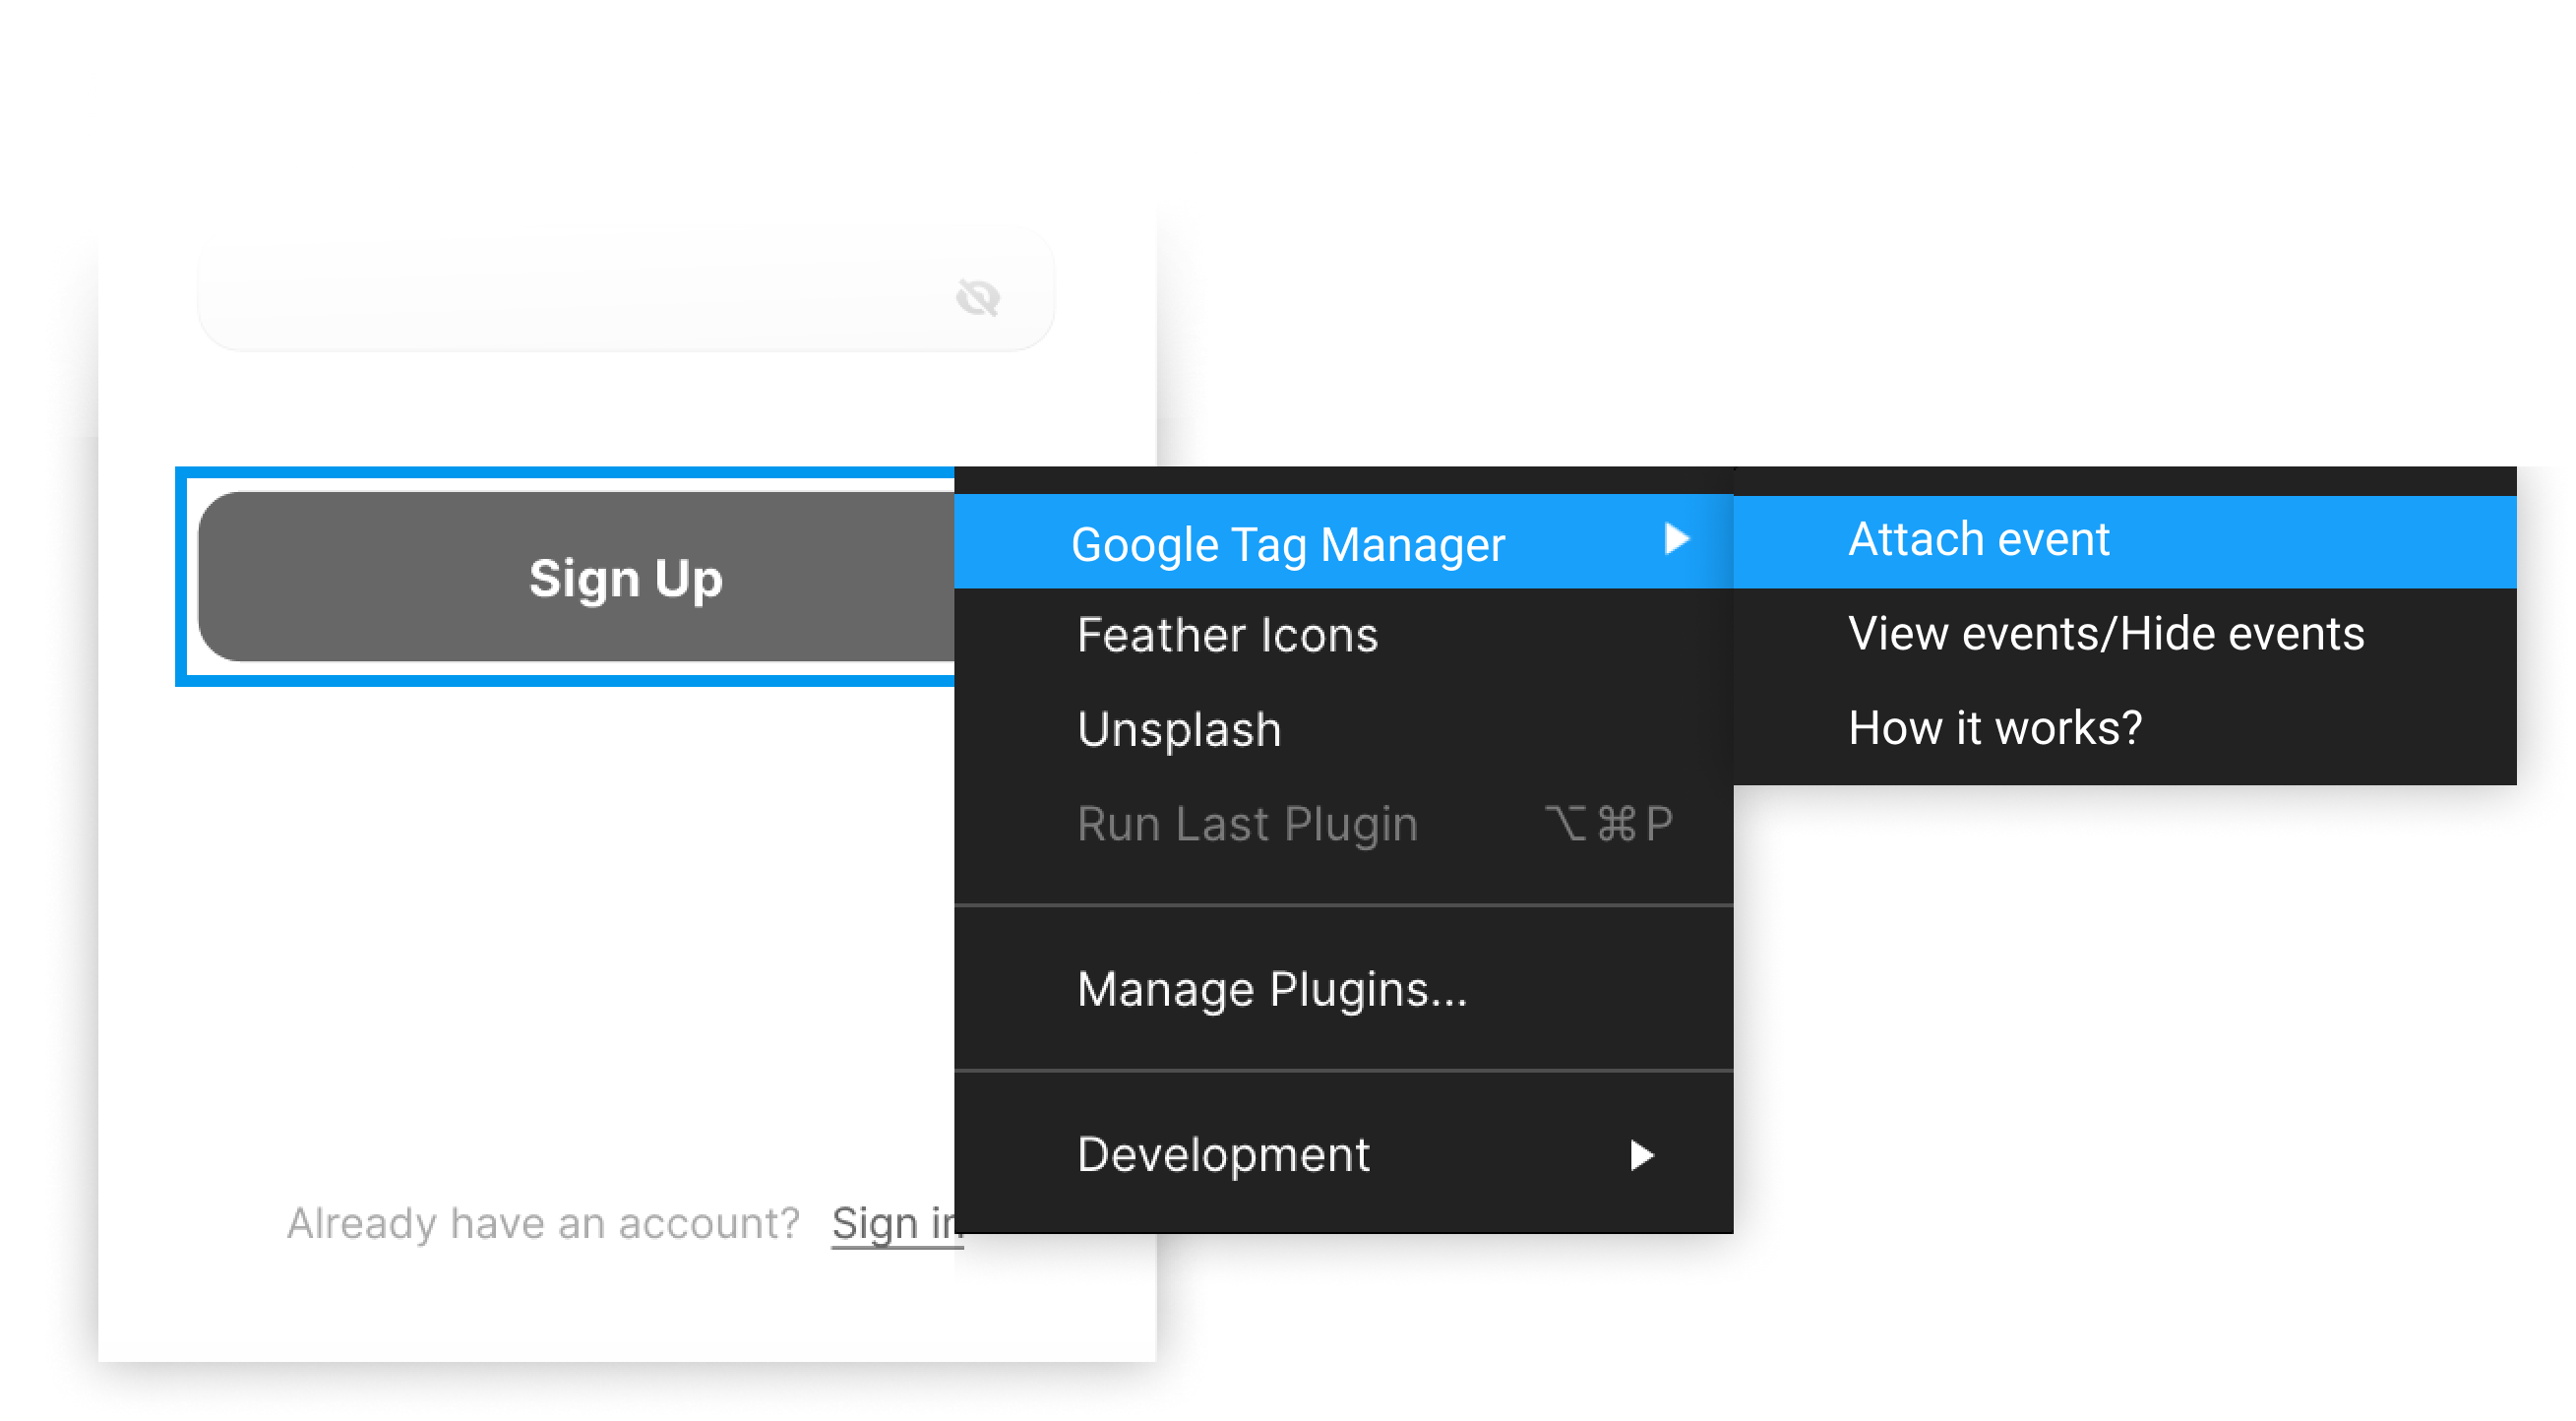 Sign Up
Google Tag Manager
Feather Icons
Unsplash
Run Last Plugin ⌥⌘P
Manage Plugins...
Development
Attach event
View events/Hide events
How it works?
Already have an account? Sign in